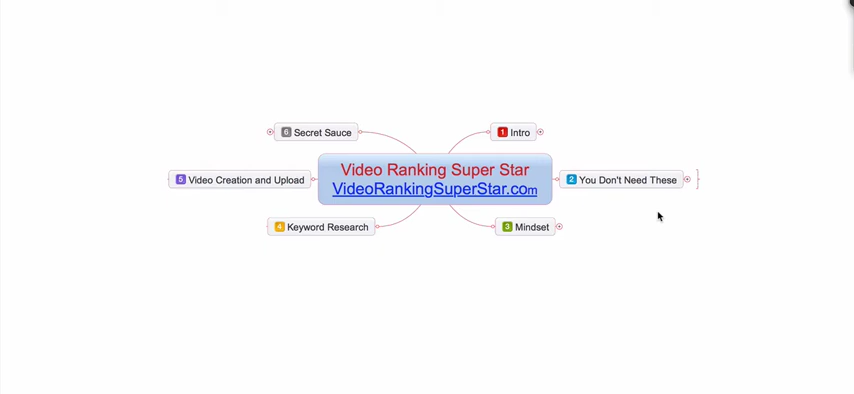 6 Secret Sauce
1 Intro
Video Ranking Super Star
VideoRankingSuperStar.com
5 Video Creation and Upload
2 You Don't Need These
4 Keyword Research
3 Mindset